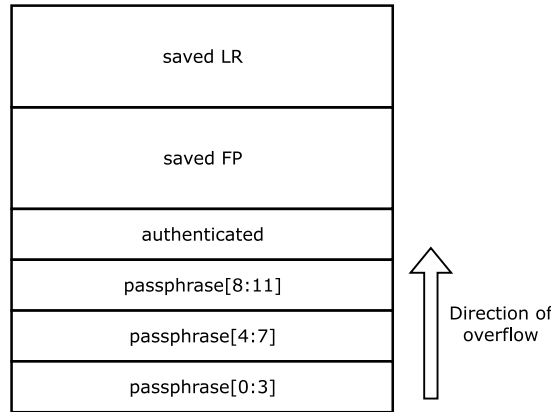 saved LR
saved FP
authenticated
passphrase[8:11]
passphrase[4:7]
passphrase[0:3]
Direction of
overflow